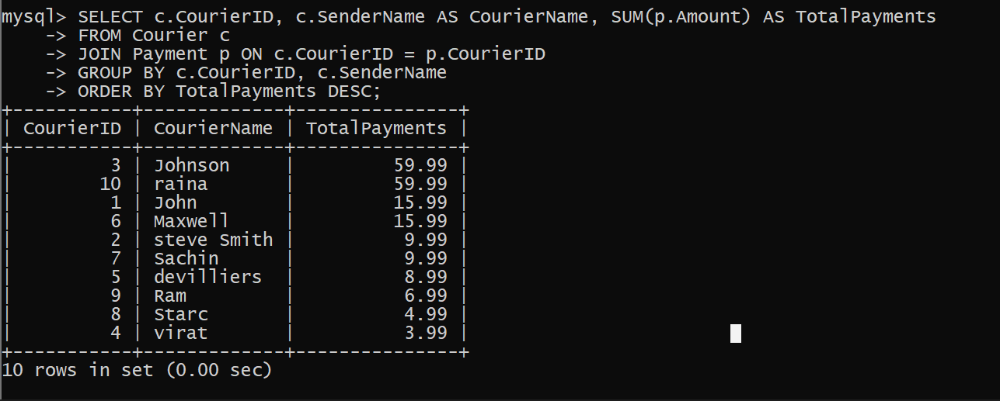 mysql> SELECT c.CourierID, c.SenderName AS CourierName, SUM(p.Amount) AS TotalPayments
    -> FROM Courier c
    -> JOIN Payment p ON c.CourierID = p.CourierID
    -> GROUP BY c.CourierID, c.SenderName
    -> ORDER BY TotalPayments DESC;
+-----------+-------------+---------------+
| CourierID | CourierName | TotalPayments |
+-----------+-------------+---------------+
|         3 | Johnson     |         59.99 |
|        10 | raina       |         59.99 |
|         1 | John        |         15.99 |
|         6 | Maxwell     |         15.99 |
|         2 | steve Smith |          9.99 |
|         7 | Sachin      |          9.99 |
|         5 | devilliers  |          8.99 |
|         9 | Ram         |          6.99 |
|         8 | Starc       |          4.99 |
|         4 | virat       |          3.99 |
+-----------+-------------+---------------+
10 rows in set (0.00 sec)